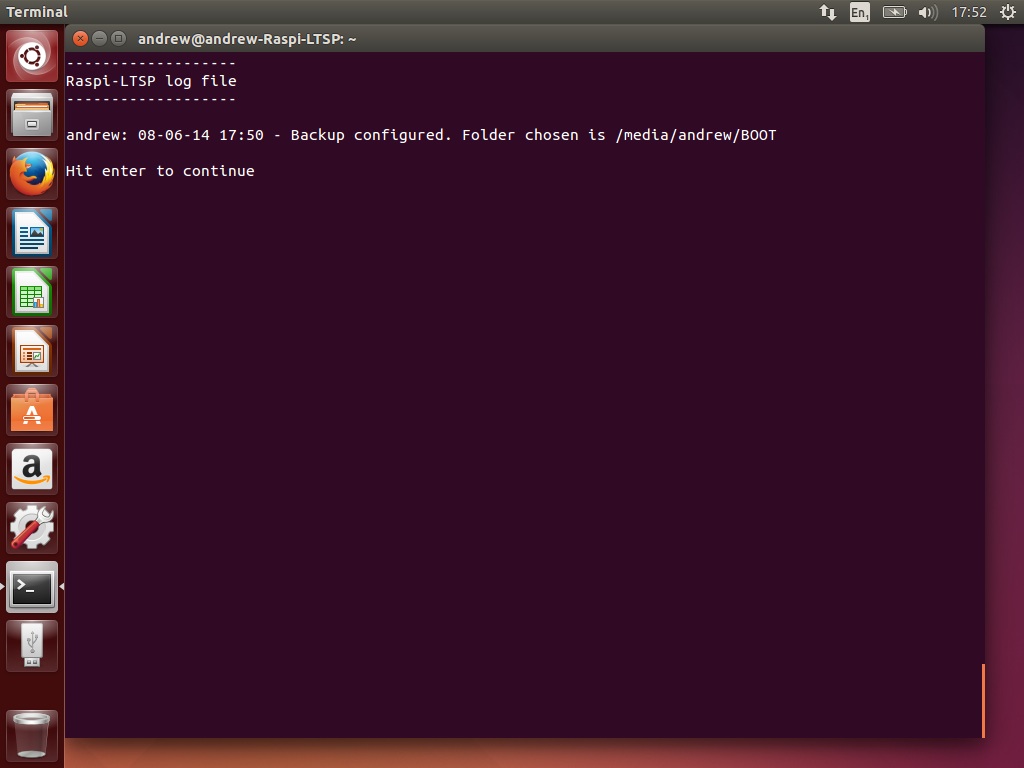 Terminal
En1
17:52
andrew@andrew-Raspi-LTSP: ~
-------------------
Raspi-LTSP log file
-------------------
andrew: 08-06-14 17:50 - Backup configured. Folder chosen is /media/andrew/BOOT
Hit enter to continue